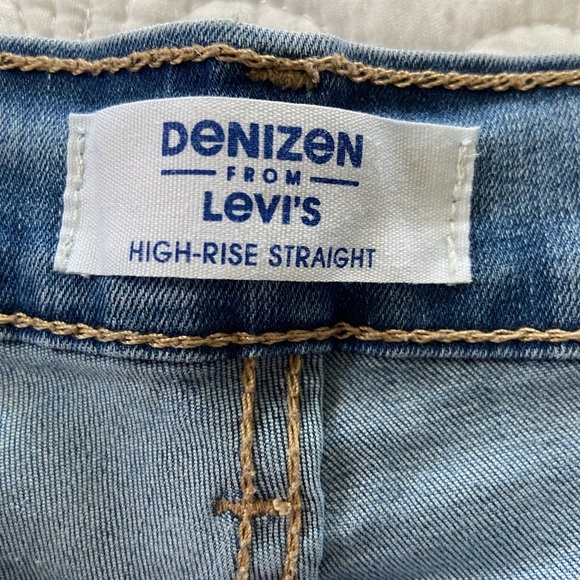 DENIZEN
FROM
LEVI'S
HIGH-RISE STRAIGHT